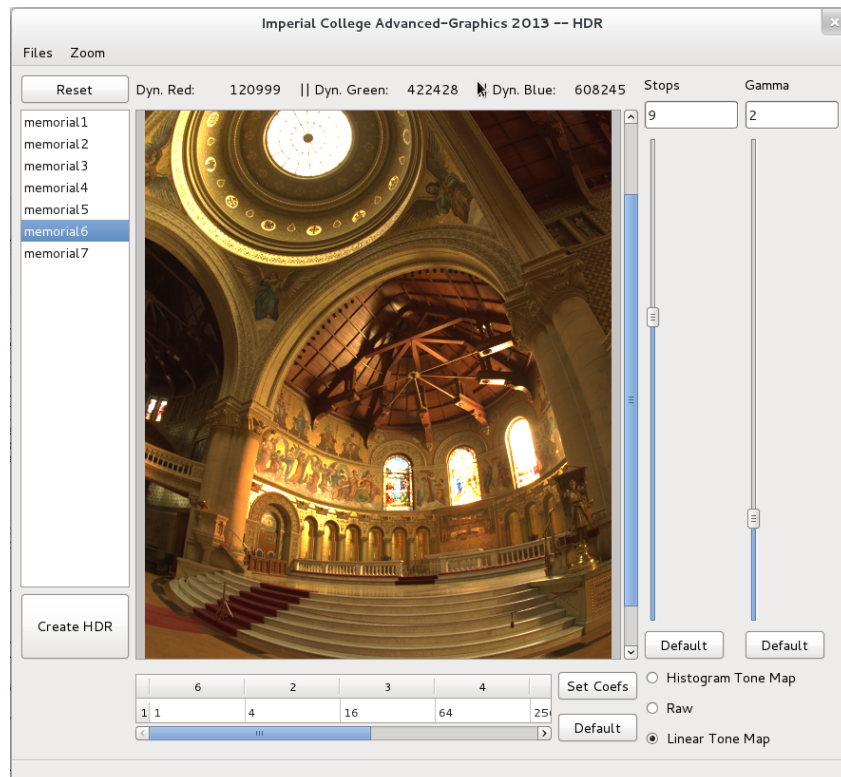 Imperial College Advanced-Graphics 2013 -- HDR
Files Zoom
Reset Dyn. Red: 120999 || Dyn. Green: 422428 Dyn. Blue: 608245 Stops Gamma
9 2
memorial1
memorial2
memorial3
memorial4
memorial5
memorial6
memorial7
Create HDR
Default Default
6 2 3 4 Set Coefs
1 1 4 16 64 Default
Histogram Tone Map
Raw
Linear Tone Map